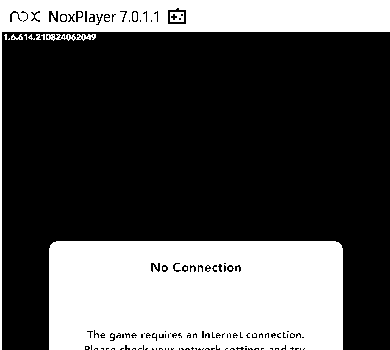 nox NoxPlayer 7.0.1.1
1.6.614.210824062049
No Connection
The game requires an Internet connection.
Please check your network settings and try